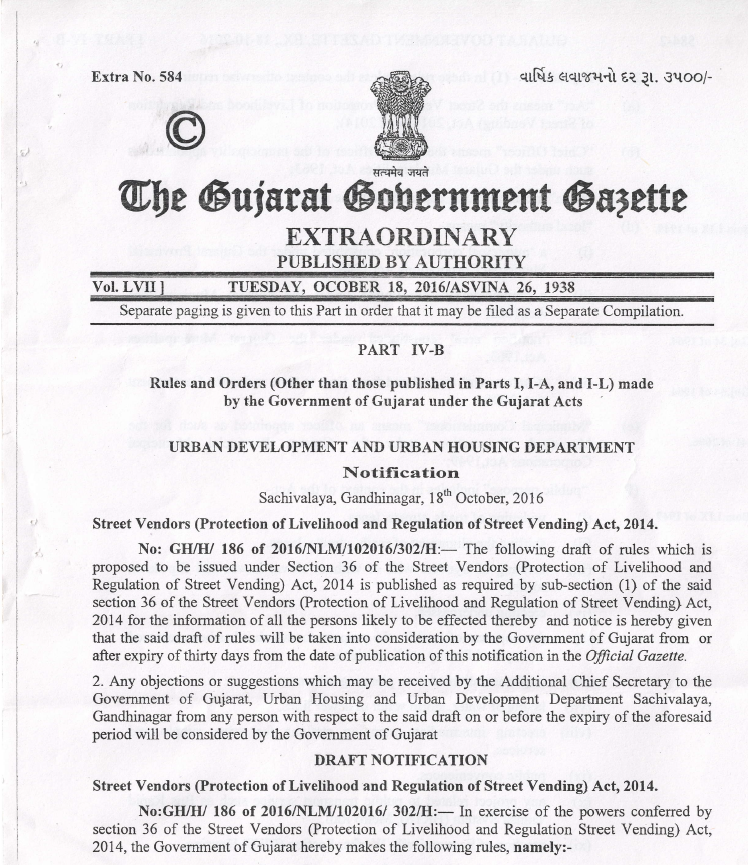 Extra No. 584
વાર્ષિક લવાજમનો દર રૂા. ૩૫૦૦/-
©
सत्यमेव जयते
The Gujarat Government Gazette
EXTRAORDINARY
PUBLISHED BY AUTHORITY
Vol. LVII ] TUESDAY, OCOBER 18, 2016/ASVINA 26, 1938
Separate paging is given to this Part in order that it may be filed as a Separate Compilation.
PART IV-B
Rules and Orders (Other than those published in Parts I, I-A, and I-L) made
by the Government of Gujarat under the Gujarat Acts
URBAN DEVELOPMENT AND URBAN HOUSING DEPARTMENT
Notification
Sachivalaya, Gandhinagar, 18th October, 2016
Street Vendors (Protection of Livelihood and Regulation of Street Vending) Act, 2014.
No: GH/H/ 186 of 2016/NLM/102016/302/H:— The following draft of rules which is
proposed to be issued under Section 36 of the Street Vendors (Protection of Livelihood and
Regulation of Street Vending) Act, 2014 is published as required by sub-section (1) of the said
section 36 of the Street Vendors (Protection of Livelihood and Regulation of Street Vending) Act,
2014 for the information of all the persons likely to be effected thereby and notice is hereby given
that the said draft of rules will be taken into consideration by the Government of Gujarat from or
after expiry of thirty days from the date of publication of this notification in the Official Gazette.
2. Any objections or suggestions which may be received by the Additional Chief Secretary to the
Government of Gujarat, Urban Housing and Urban Development Department Sachivalaya,
Gandhinagar from any person with respect to the said draft on or before the expiry of the aforesaid
period will be considered by the Government of Gujarat
DRAFT NOTIFICATION
Street Vendors (Protection of Livelihood and Regulation of Street Vending) Act, 2014.
No:GH/H/ 186 of 2016/NLM/102016/ 302/H:— In exercise of the powers conferred by
section 36 of the Street Vendors (Protection of Livelihood and Regulation Street Vending) Act,
2014, the Government of Gujarat hereby makes the following rules, namely:-